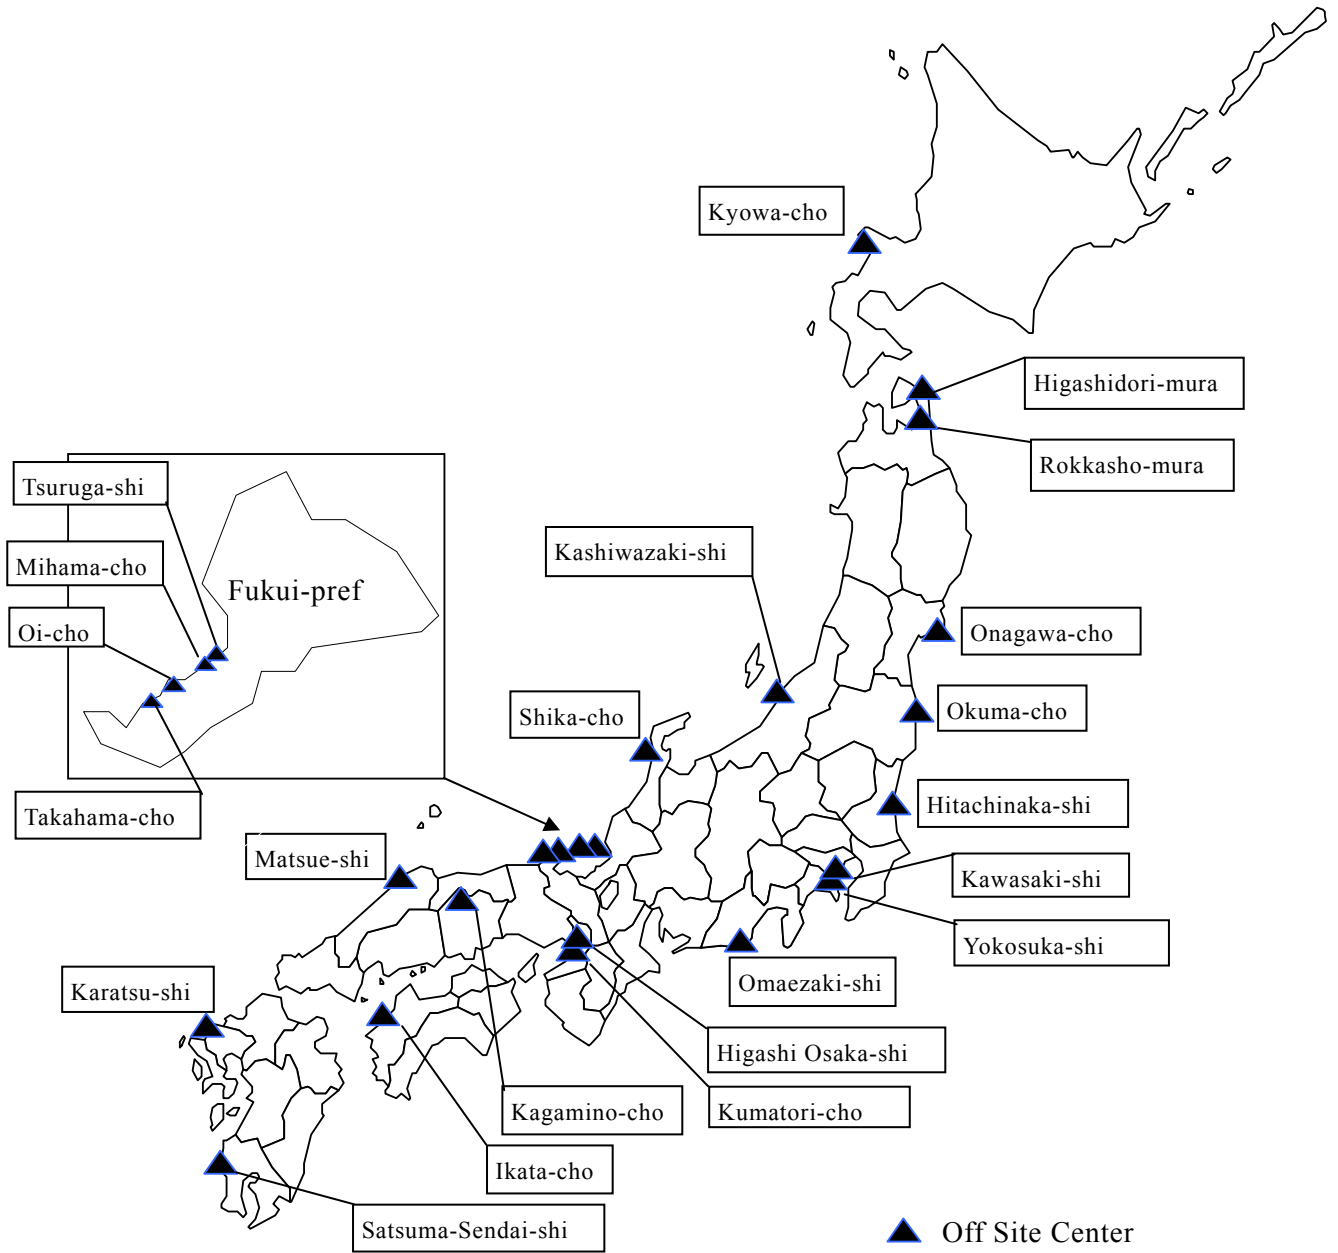 Kyowa-cho
Higashidori-mura
Rokkasho-mura
Tsuruga-shi
Kashiwazaki-shi
Mihama-cho
Fukui-pref
Oi-cho
Onagawa-cho
Shika-cho
Okuma-cho
Takahama-cho
Hitachinaka-shi
Matsue-shi
Kawasaki-shi
Yokosuka-shi
Karatsu-shi
Omaezaki-shi
Higashi Osaka-shi
Kagamino-cho
Kumatori-cho
Ikata-cho
Satsuma-Sendai-shi
Off Site Center